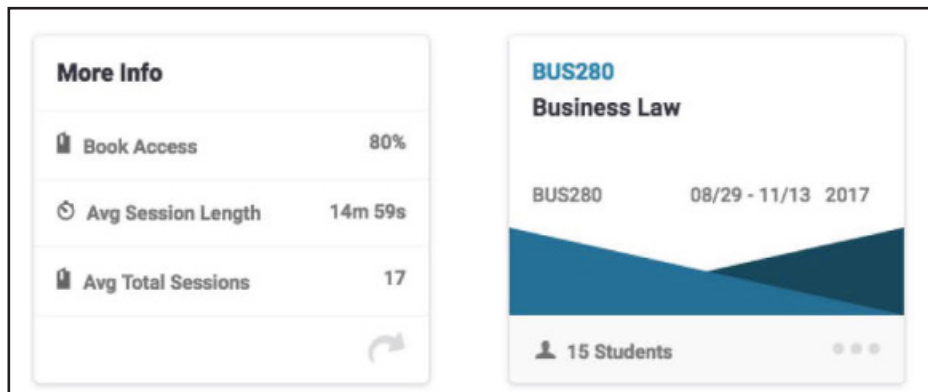 More Info
Book Access 80%
Avg Session Length 14m 59s
Avg Total Sessions 17
BUS280
Business Law
BUS280 08/29 - 11/13 2017
15 Students